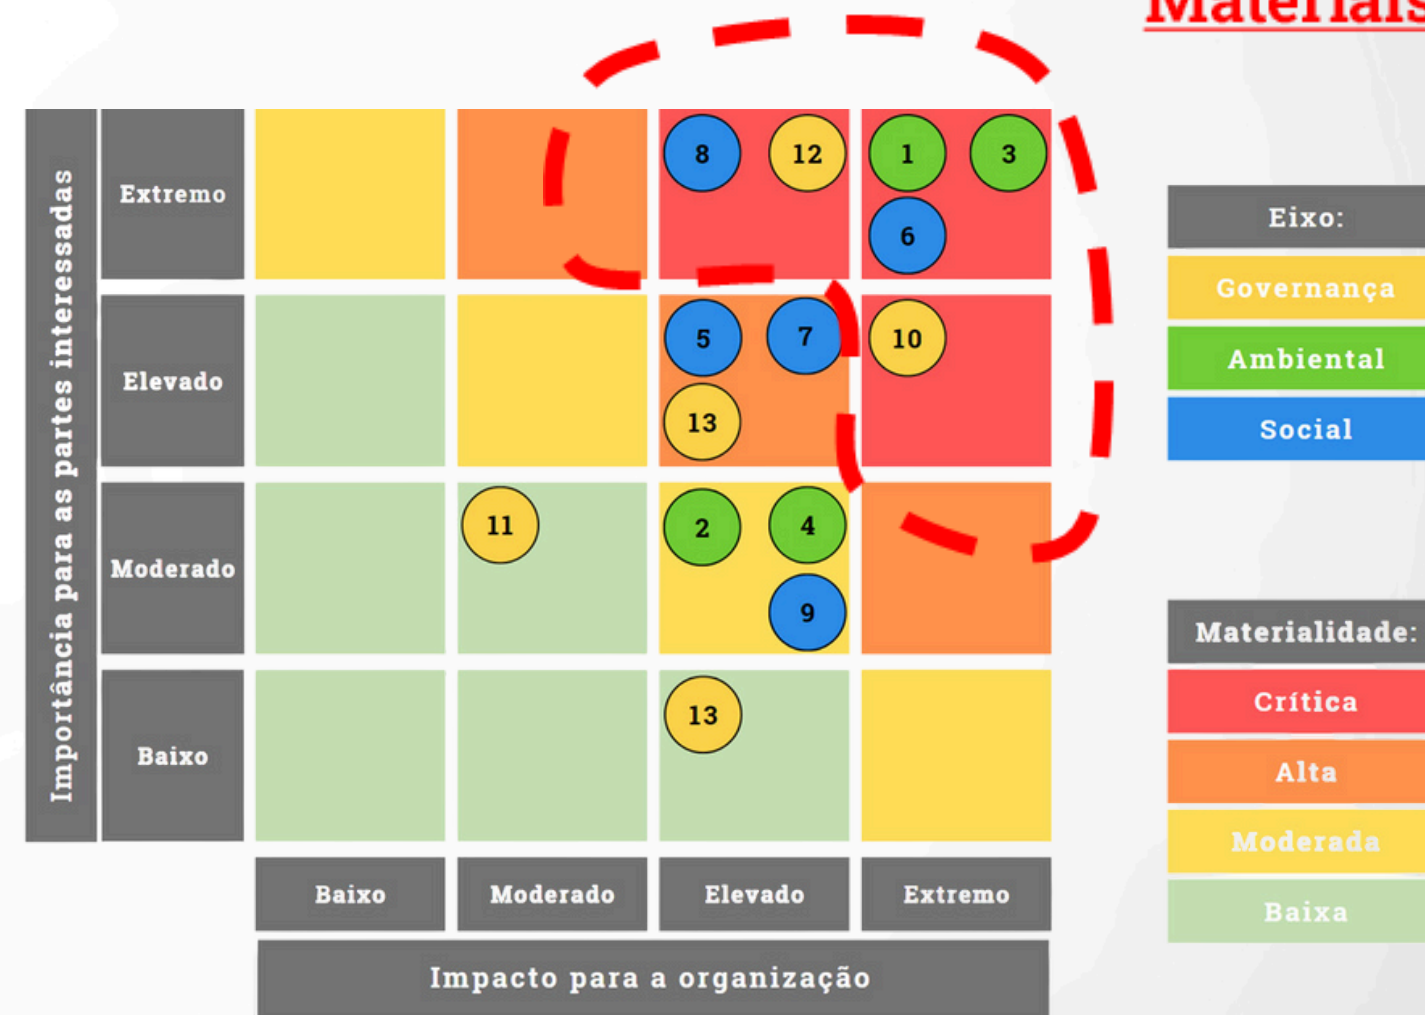 Materiais
Importância para as partes interessadas
Extremo
8
12
1
3
6
Elevado
5
7
10
13
Moderado
11
2
4
9
Baixo
13
Baixo
Moderado
Elevado
Extremo
Impacto para a organização
Eixo:
Governança
Ambiental
Social
Materialidade:
Crítica
Alta
Moderada
Baixa